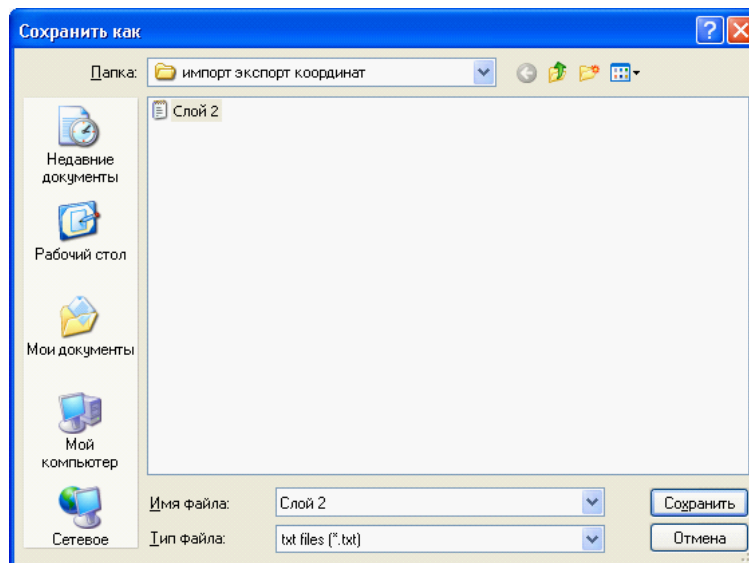 Сохранить как
Папка: импорт экспорт координат
Слой 2
Недавние
документы
Рабочий стол
Мои документы
Мой
компьютер
Сетевое
Имя файла: Слой 2 Сохранить
Тип файла: txt files (*.txt) Отмена